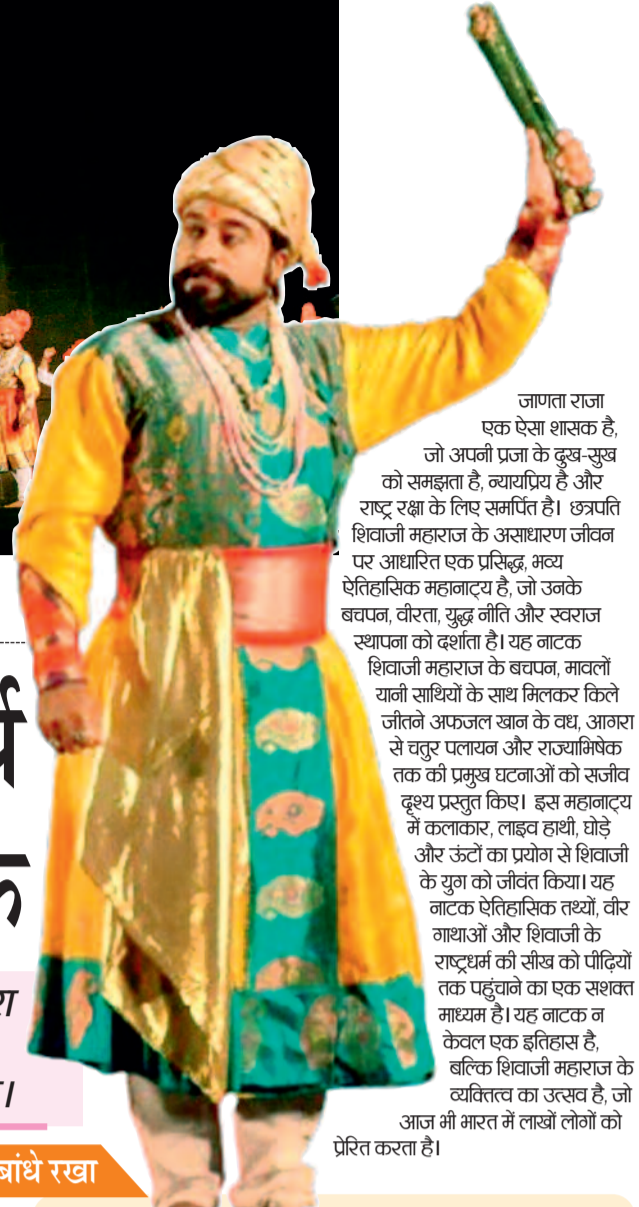 जाणता राजा
एक ऐसा शासक है,
जो अपनी प्रजा के दुख-सुख
को समझता है, न्यायप्रिय है और
राष्ट्र रक्षा के लिए समर्पित है। छत्रपति
शिवाजी महाराज के असाधारण जीवन
पर आधारित एक प्रसिद्ध, भव्य
ऐतिहासिक महानाट्य है, जो उनके
बचपन, वीरता, युद्ध नीति और स्वराज
स्थापना को दर्शाता है। यह नाटक
शिवाजी महाराज के बचपन, मावलों
यानी साथियों के साथ मिलकर किले
जीतने अफजल खान के वध, आगरा
से चतुर पलायन और राज्याभिषेक
तक की प्रमुख घटनाओं को सजीव
दृश्य प्रस्तुत किए। इस महानाट्य
में कलाकार, लाइव हाथी, घोड़े
और ऊंटों का प्रयोग से शिवाजी
के युग को जीवंत किया। यह
नाटक ऐतिहासिक तथ्यों, वीर
गाथाओं और शिवाजी के
राष्ट्रधर्म की सीख को पीढ़ियों
तक पहुंचाने का एक सशक्त
माध्यम है। यह नाटक न
केवल एक इतिहास है,
बल्कि शिवाजी महाराज के
व्यक्तित्व का उत्सव है, जो
आज भी भारत में लाखों लोगों को
प्रेरित करता है।
बांधे रखा